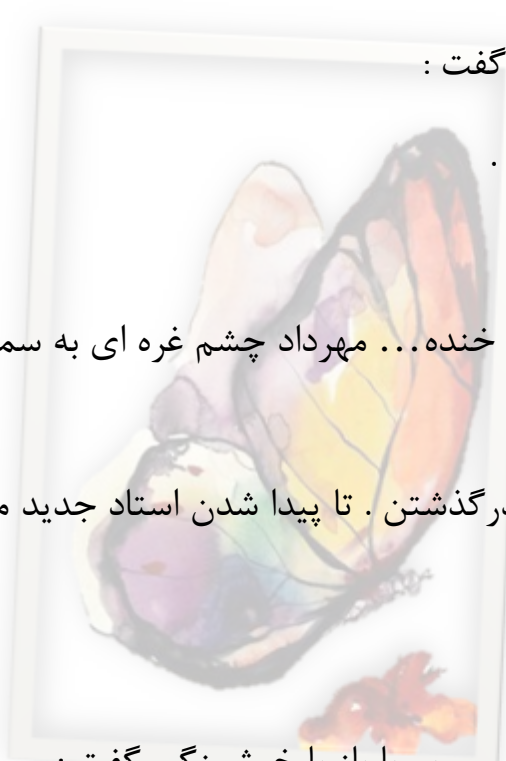 گفت :
.
خنده... مهرداد چشم غره ای به سم
درگذشتن . تا پیدا شدن استاد جدید م